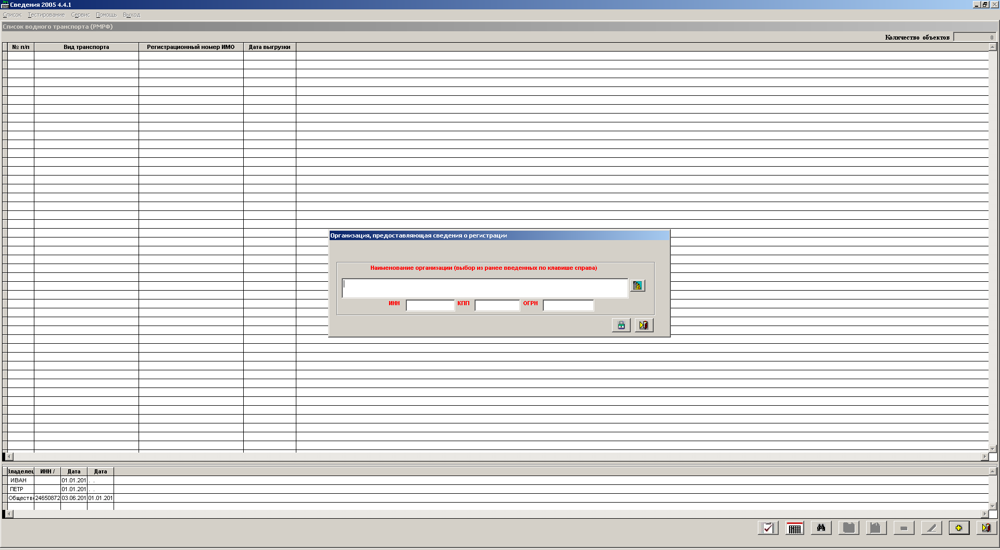 Сведения 2005 4.4.1
Список Тестирование Сервис Помощь Выход
Список водного транспорта (РМРФ)
Количество объектов 0
№ п/п Вид транспорта Регистрационный номер ИМО Дата выгрузки
Организация, предоставляющая сведения о регистрации
Наименование организации (выбор из ранее введенных по клавише справа)
ИНН КПП ОГРН
Владелец ИНН / Дата Дата
ИВАН 01.01.201 . .
ПЕТР 01.01.201 . .
Обществ 24650872 03.06.201 01.01.201